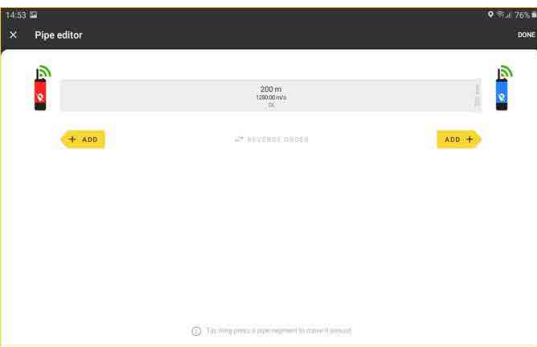 14:53 76%
Pipe editor
DONE
200 m
1280.00 m/s
+ ADD
REVERSE ORDER
ADD +
Tip: long press a pipe segment to move it around